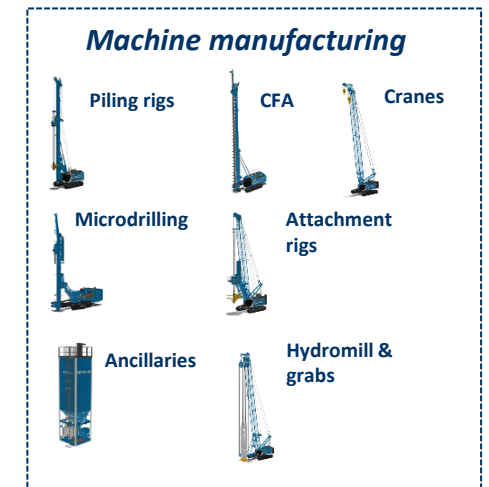 Machine manufacturing
Piling rigs
CFA
Cranes
Microdrilling
Attachment
rigs
Ancillaries
Hydromill &
grabs